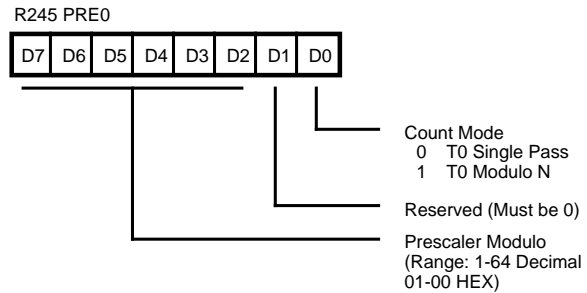 R245 PRE0
D7 D6 D5 D4 D3 D2 D1 D0
Count Mode
0 T0 Single Pass
1 T0 Modulo N
Reserved (Must be 0)
Prescaler Modulo
(Range: 1-64 Decimal
01-00 HEX)